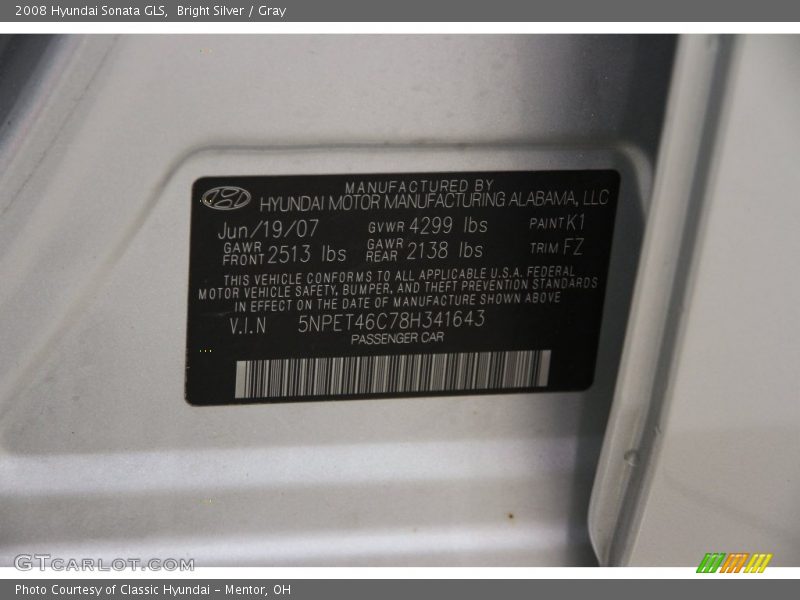 2008 Hyundai Sonata GLS, Bright Silver / Gray
MANUFACTURED BY
HYUNDAI MOTOR MANUFACTURING ALABAMA, LLC
Jun/19/07 GVWR 4299 lbs PAINT K1
GAWR FRONT 2513 lbs GAWR REAR 2138 lbs TRIM FZ
THIS VEHICLE CONFORMS TO ALL APPLICABLE U.S.A. FEDERAL
MOTOR VEHICLE SAFETY, BUMPER, AND THEFT PREVENTION STANDARDS
IN EFFECT ON THE DATE OF MANUFACTURE SHOWN ABOVE
V.I.N 5NPET46C78H341643
PASSENGER CAR
GTCARLOT.COM
Photo Courtesy of Classic Hyundai - Mentor, OH